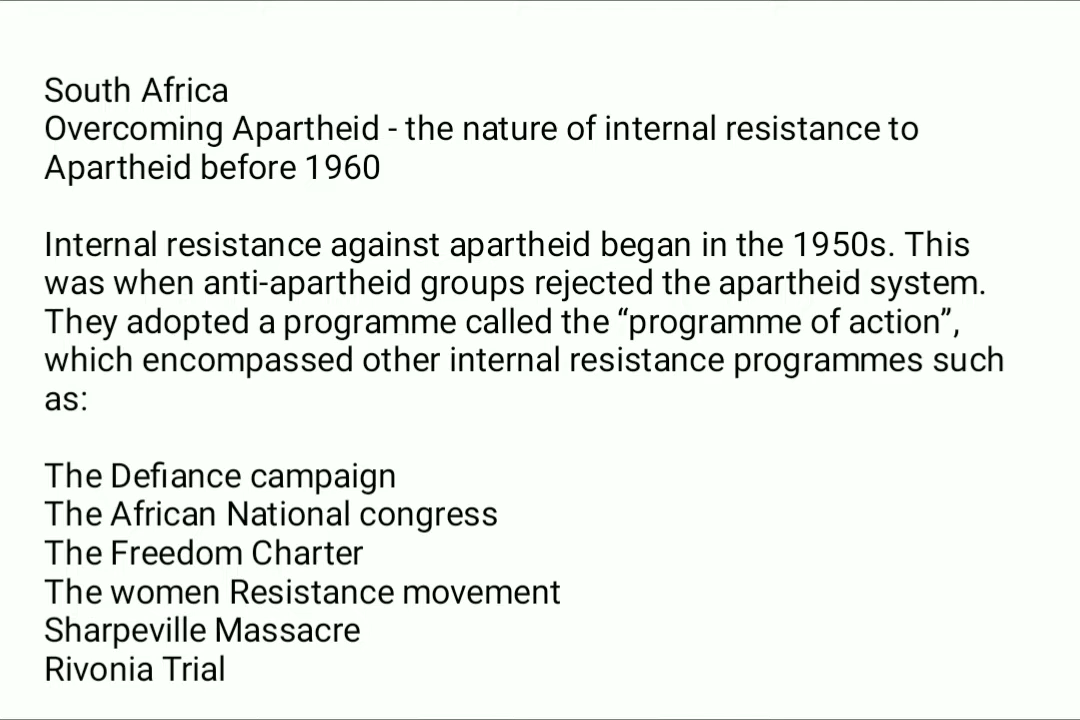 South Africa
Overcoming Apartheid - the nature of internal resistance to
Apartheid before 1960
Internal resistance against apartheid began in the 1950s. This
was when anti-apartheid groups rejected the apartheid system.
They adopted a programme called the “programme of action”,
which encompassed other internal resistance programmes such
as:
The Defiance campaign
The African National congress
The Freedom Charter
The women Resistance movement
Sharpeville Massacre
Rivonia Trial